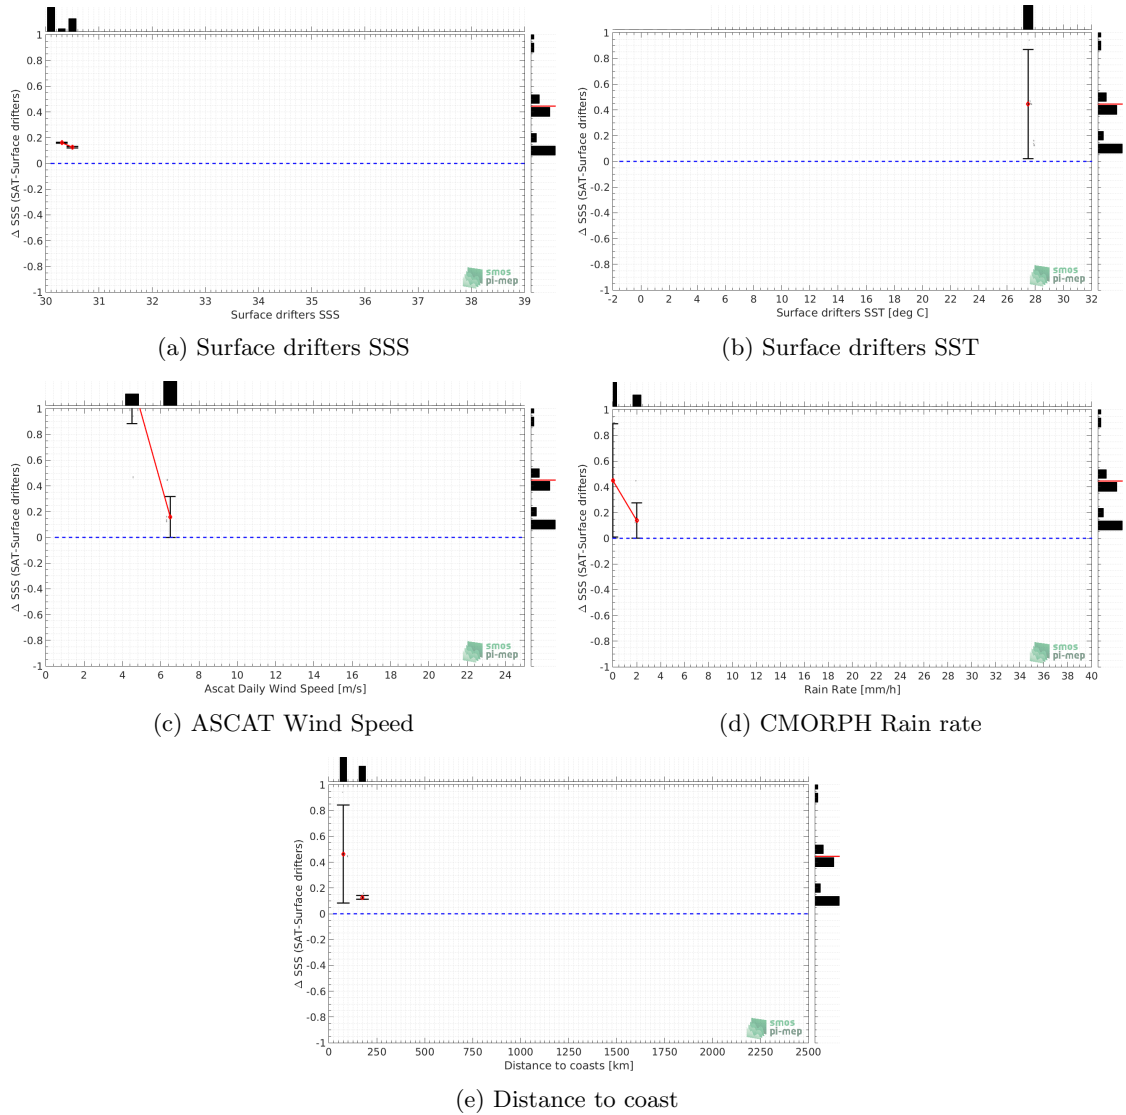 1
0.8
0.6
0.4
0.2
0
-0.2
-0.4
-0.6
-0.8
-1
Δ SSS (SAT-Surface drifters)
30 31 32 33 34 35 36 37 38 39
Surface drifters SSS
smos
pi-mep
(a) Surface drifters SSS
1
0.8
0.6
0.4
0.2
0
-0.2
-0.4
-0.6
-0.8
-1
Δ SSS (SAT-Surface drifters)
-2 0 2 4 6 8 10 12 14 16 18 20 22 24 26 28 30 32
Surface drifters SST [deg C]
smos
pi-mep
(b) Surface drifters SST
1
0.8
0.6
0.4
0.2
0
-0.2
-0.4
-0.6
-0.8
-1
Δ SSS (SAT-Surface drifters)
0 2 4 6 8 10 12 14 16 18 20 22 24
Ascat Daily Wind Speed [m/s]
smos
pi-mep
(c) ASCAT Wind Speed
1
0.8
0.6
0.4
0.2
0
-0.2
-0.4
-0.6
-0.8
-1
Δ SSS (SAT-Surface drifters)
0 2 4 6 8 10 12 14 16 18 20 22 24 26 28 30 32 34 36 38 40
Rain Rate [mm/h]
smos
pi-mep
(d) CMORPH Rain rate
1
0.8
0.6
0.4
0.2
0
-0.2
-0.4
-0.6
-0.8
-1
Δ SSS (SAT-Surface drifters)
0 250 500 750 1000 1250 1500 1750 2000 2250 2500
Distance to coasts [km]
smos
pi-mep
(e) Distance to coast